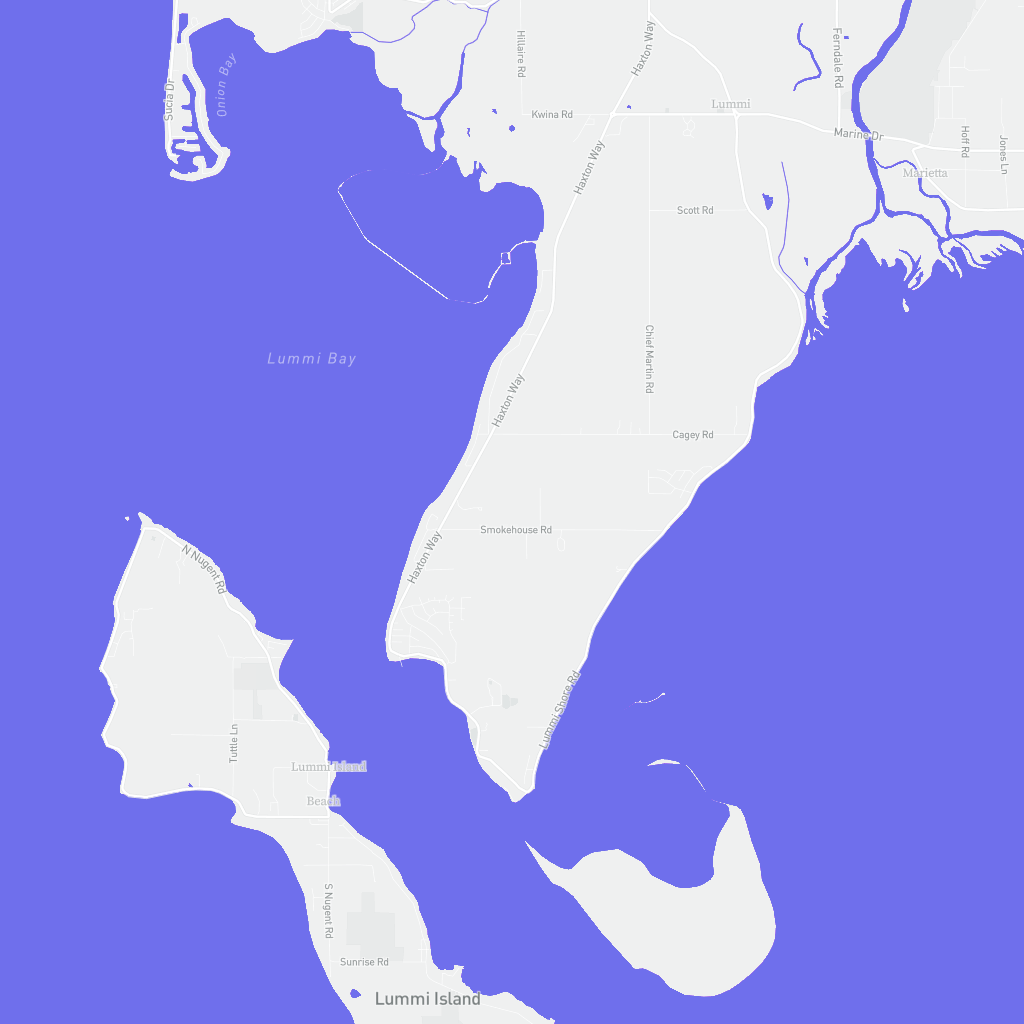 Hillaire Rd
Haxton Way
Ferndale Rd
Onion Bay
Sucia Dr
Lummi
Kwina Rd
Marine Dr
Hoff Rd
Jones Ln
Haxton Way
Marietta
Scott Rd
Lummi Bay
Chief Martin Rd
Haxton Way
Cagey Rd
Smokehouse Rd
Haxton Way
N Nugent Rd
Lummi Shore Rd
Tuttle Ln
Lummi Island
Beach
S Nugent Rd
Sunrise Rd
Lummi Island